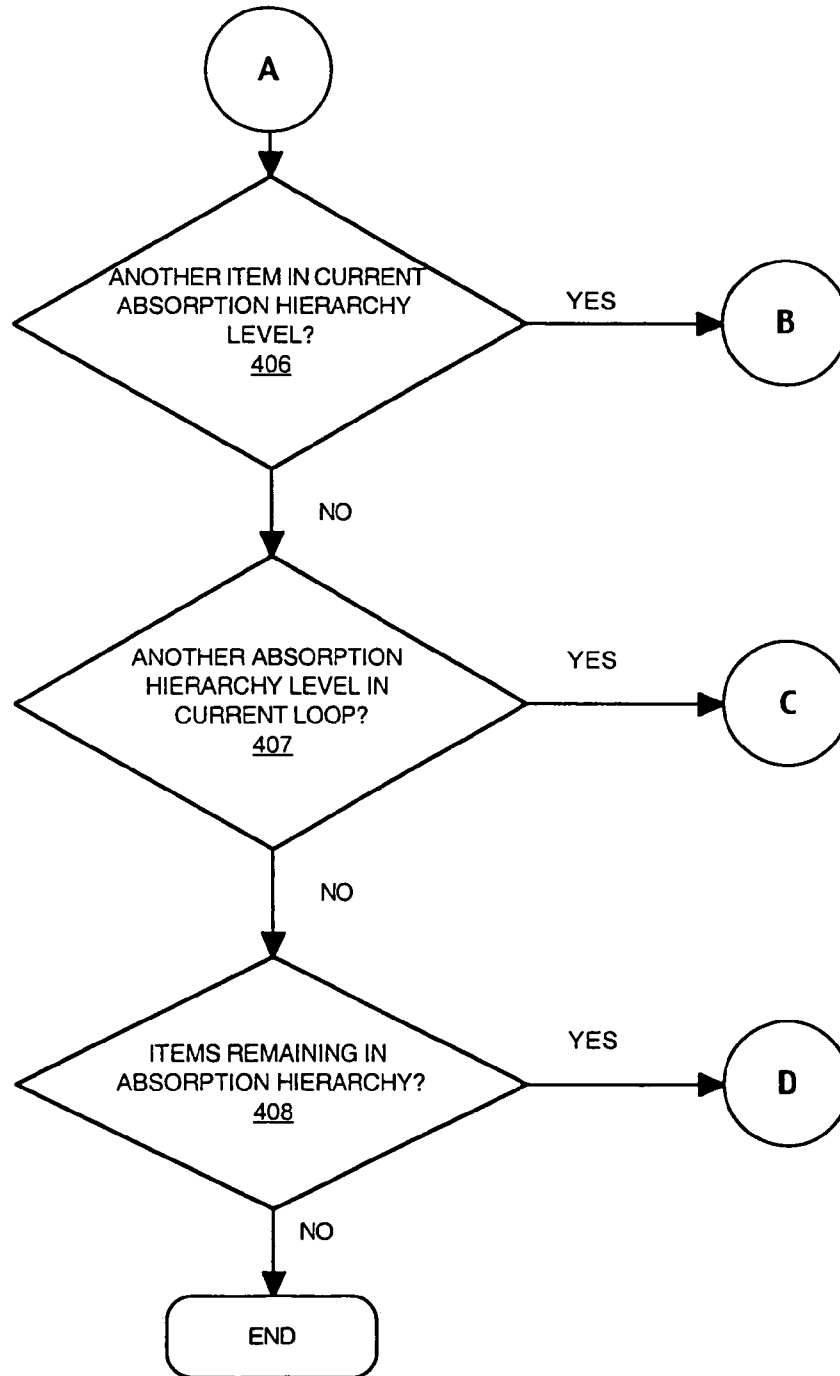 A
ANOTHER ITEM IN CURRENT
ABSORPTION HIERARCHY
LEVEL?
406
YES
B
NO
ANOTHER ABSORPTION
HIERARCHY LEVEL IN
CURRENT LOOP?
407
YES
C
NO
ITEMS REMAINING IN
ABSORPTION HIERARCHY?
408
YES
D
NO
END